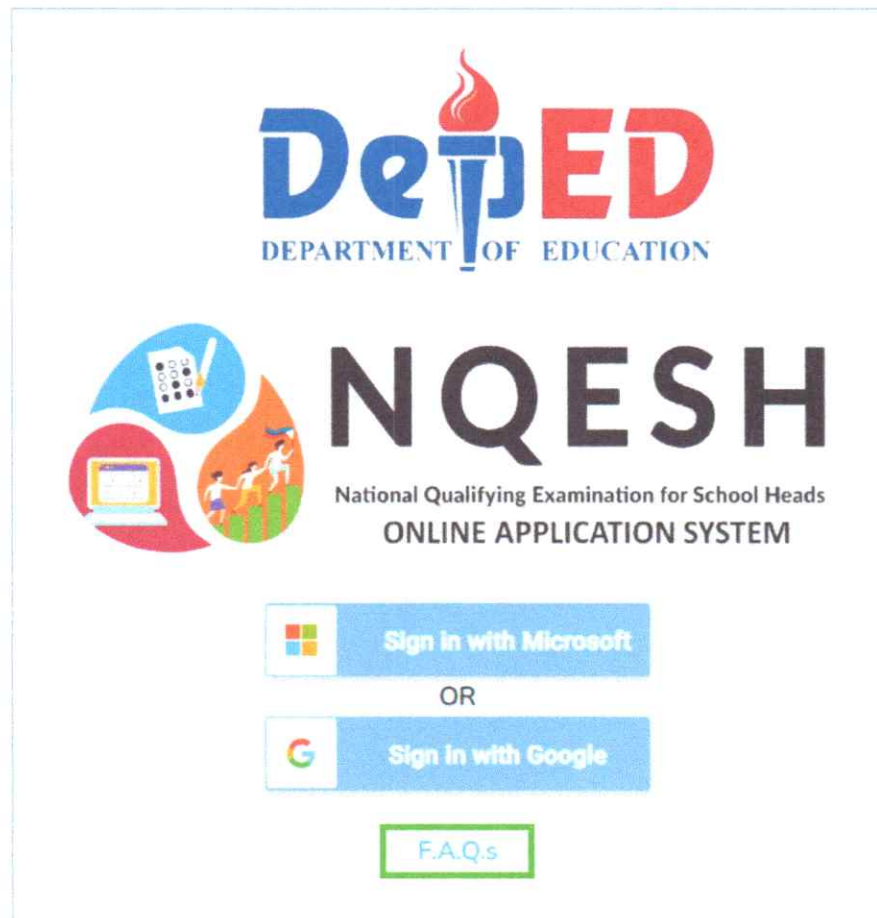 DepED
DEPARTMENT OF EDUCATION
NQESH
National Qualifying Examination for School Heads
ONLINE APPLICATION SYSTEM
Sign in with Microsoft
OR
G
Sign in with Google
F.A.Q.s